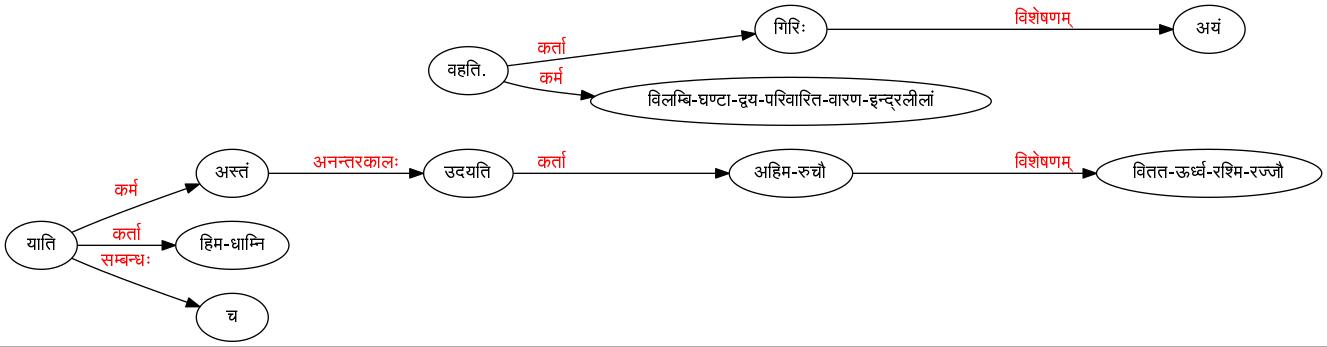 कर्ता
गिरिः
विशेषणम्
अयं
वहति.
कर्म
विलम्बि-घण्टा-द्वय-परिवारित-वारण-इन्द्रलीलां
अस्तं
अनन्तरकालः
उदयति
कर्ता
अहिम-रुचौ
विशेषणम्
वितत-ऊर्ध्व-रश्मि-रज्जौ
कर्म
याति
कर्ता
हिम-धाम्नि
सम्बन्धः
च